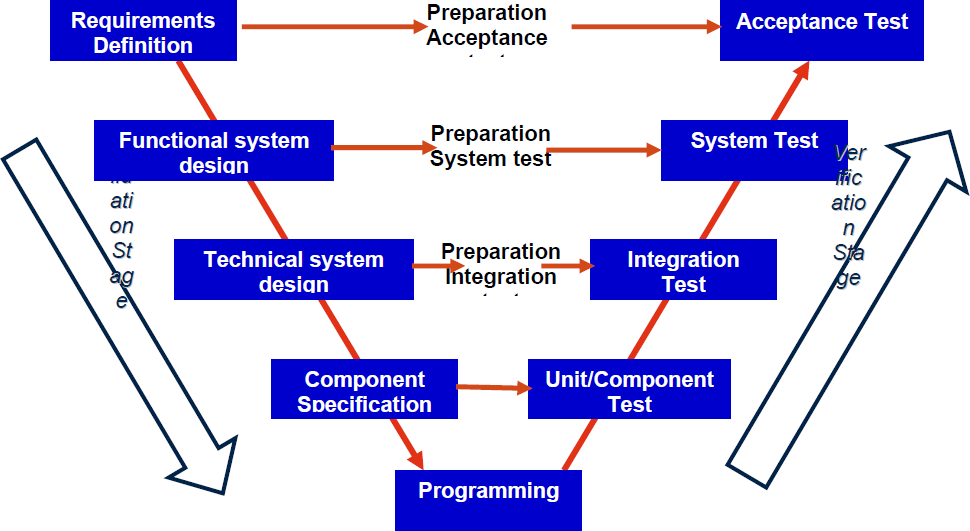 Requirements
Definition
Preparation
Acceptance
Acceptance Test
Functional system
design
Preparation
System test
System Test
Technical system
design
Preparation
Integration
Integration
Test
Component
Specification
Unit/Component
Test
Programming
ati
on
St
ag
e
Ver
ific
atio
n
Sta
ge